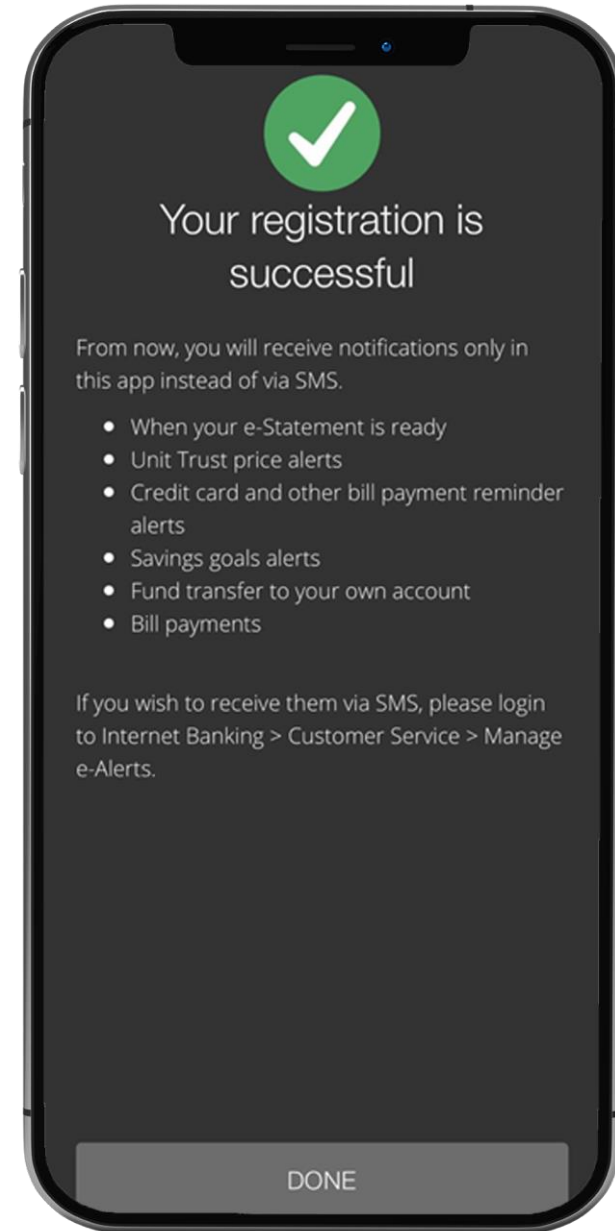 Your registration is
successful
From now, you will receive notifications only in
this app instead of via SMS.
• When your e-Statement is ready
• Unit Trust price alerts
• Credit card and other bill payment reminder
alerts
• Savings goals alerts
• Fund transfer to your own account
• Bill payments
If you wish to receive them via SMS, please login
to Internet Banking > Customer Service > Manage
e-Alerts.
DONE